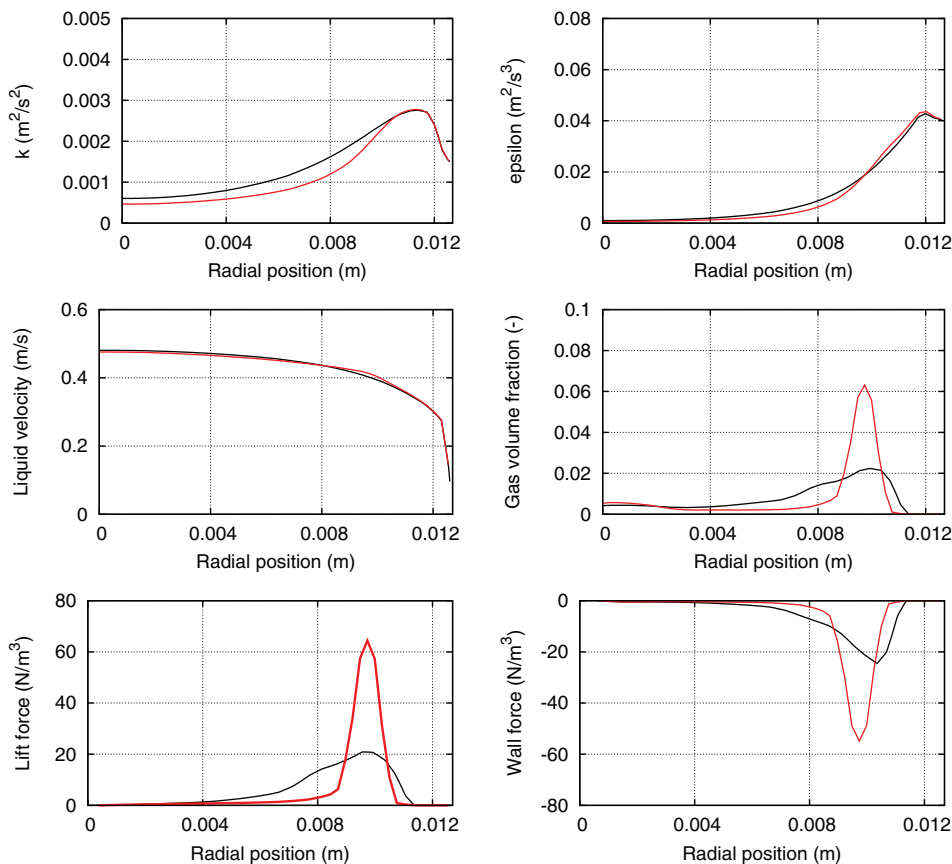 k (m²/s²)
0.005
0.004
0.003
0.002
0.001
0
0 0.004 0.008 0.012
Radial position (m)
epsilon (m²/s³)
0.08
0.06
0.04
0.02
0
0 0.004 0.008 0.012
Radial position (m)
Liquid velocity (m/s)
0.6
0.4
0.2
0
0 0.004 0.008 0.012
Radial position (m)
Gas volume fraction (-)
0.1
0.08
0.06
0.04
0.02
0
0 0.004 0.008 0.012
Radial position (m)
Lift force (N/m³)
80
60
40
20
0
0 0.004 0.008 0.012
Radial position (m)
Wall force (N/m³)
0
-20
-40
-60
-80
0 0.004 0.008 0.012
Radial position (m)